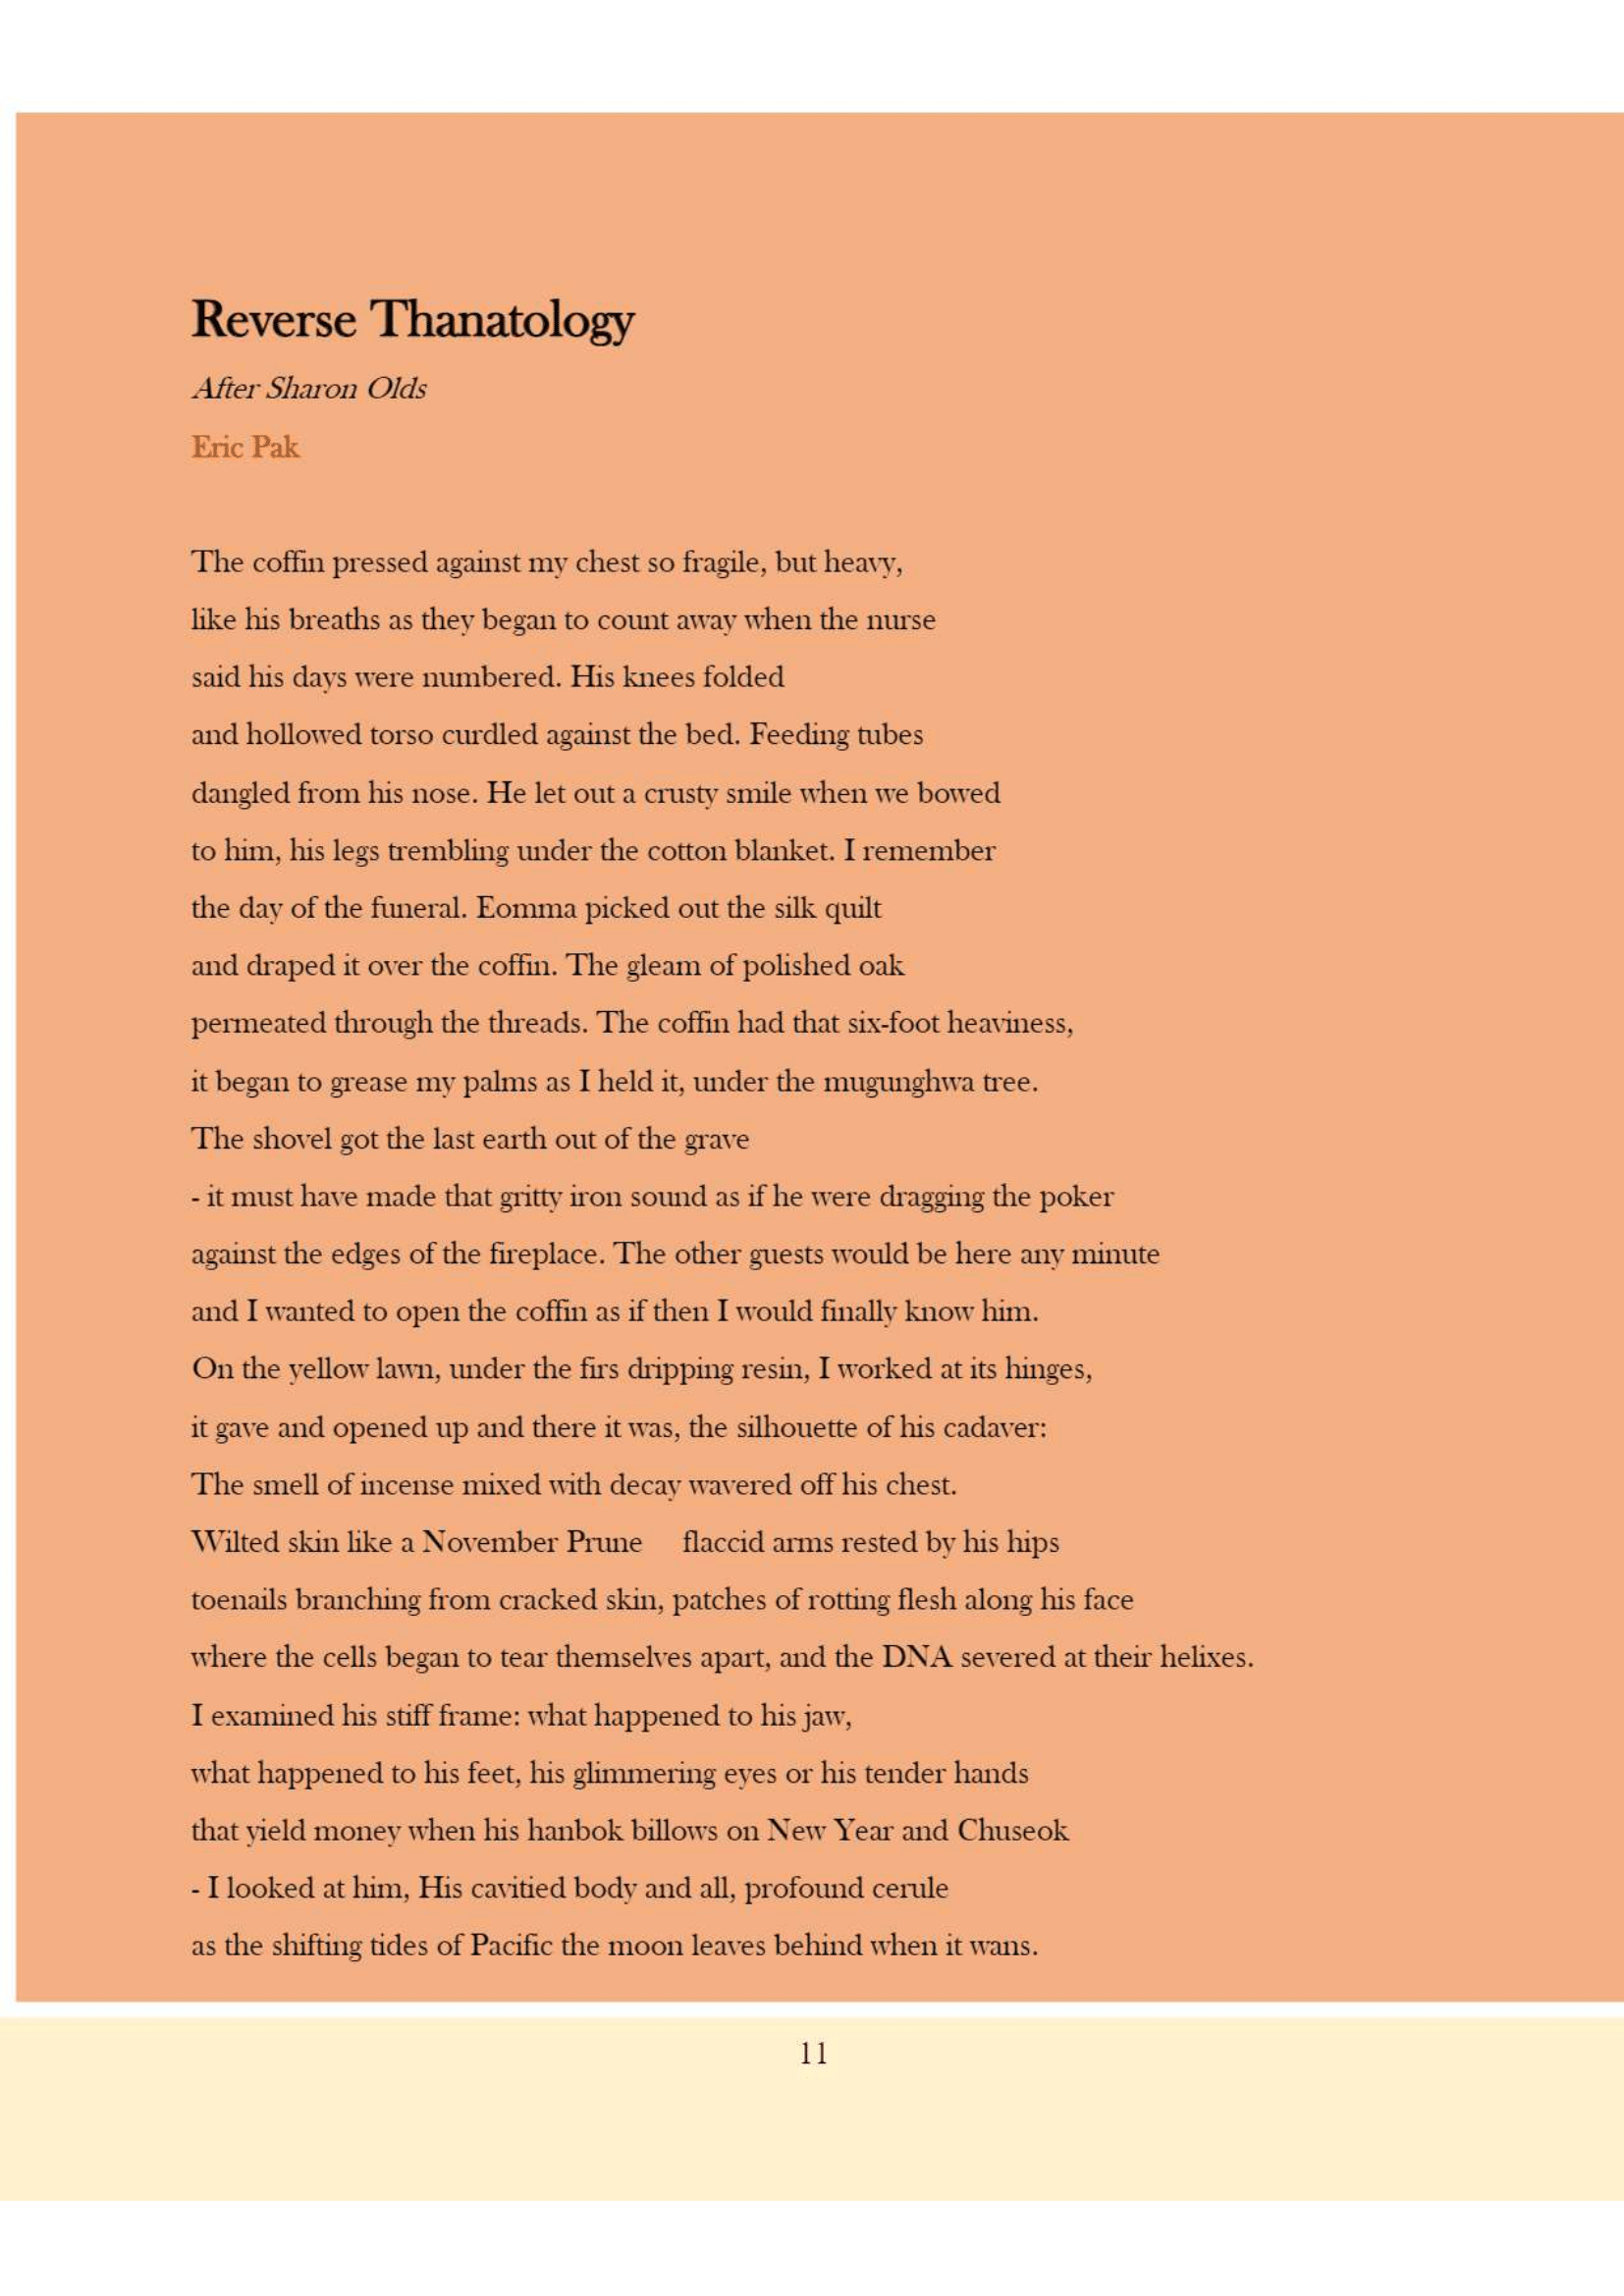 Reverse Thanatology
After Sharon Olds
Eric Pak
The coffin pressed against my chest so fragile, but heavy,
like his breaths as they began to count away when the nurse
said his days were numbered. His knees folded
and hollowed torso curdled against the bed. Feeding tubes
dangled from his nose. He let out a crusty smile when we bowed
to him, his legs trembling under the cotton blanket. I remember
the day of the funeral. Eomma picked out the silk quilt
and draped it over the coffin. The gleam of polished oak
permeated through the threads. The coffin had that six-foot heaviness,
it began to grease my palms as I held it, under the mugunghwa tree.
The shovel got the last earth out of the grave
- it must have made that gritty iron sound as if he were dragging the poker
against the edges of the fireplace. The other guests would be here any minute
and I wanted to open the coffin as if then I would finally know him.
On the yellow lawn, under the firs dripping resin, I worked at its hinges,
it gave and opened up and there it was, the silhouette of his cadaver:
The smell of incense mixed with decay wavered off his chest.
Wilted skin like a November Prune    flaccid arms rested by his hips
toenails branching from cracked skin, patches of rotting flesh along his face
where the cells began to tear themselves apart, and the DNA severed at their helixes.
I examined his stiff frame: what happened to his jaw,
what happened to his feet, his glimmering eyes or his tender hands
that yield money when his hanbok billows on New Year and Chuseok
- I looked at him, His cavitied body and all, profound cerule
as the shifting tides of Pacific the moon leaves behind when it wans.
11